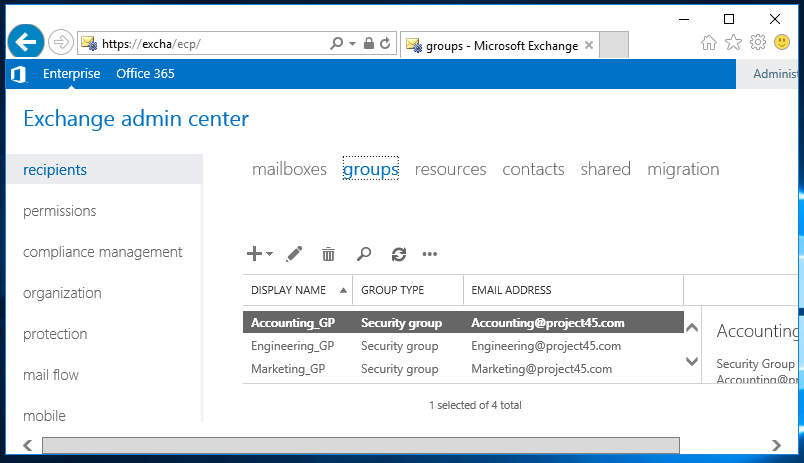 https://excha/ecp/
groups - Microsoft Exchange
Enterprise Office 365
Administ
Exchange admin center
recipients
permissions
compliance management
organization
protection
mail flow
mobile
mailboxes groups resources contacts shared migration
DISPLAY NAME GROUP TYPE EMAIL ADDRESS
Accounting_GP Security group Accounting@project45.com
Engineering_GP Security group Engineering@project45.com
Marketing_GP Security group Marketing@project45.com
1 selected of 4 total
Accounting
Security Group
Accounting@pr